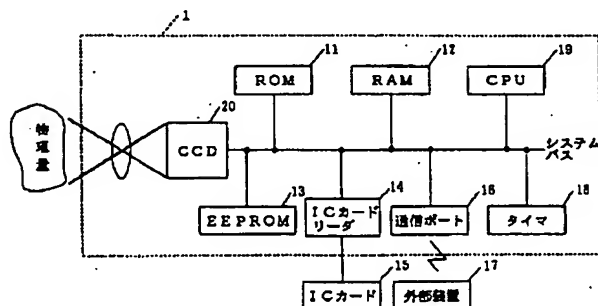 1
11
ROM
12
RAM
19
CPU
20
CCD
物理量
システム
バス
13
EEPROM
14
ICカード
リーダ
16
通信ポート
18
タイマ
15
ICカード
17
外部装置